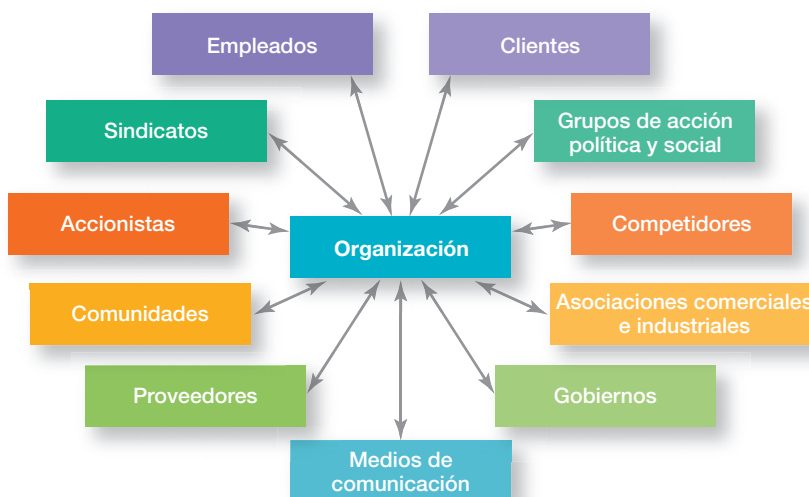 Empleados
Clientes
Sindicatos
Grupos de acción
política y social
Accionistas
Organización
Competidores
Comunidades
Asociaciones comerciales
e industriales
Proveedores
Gobiernos
Medios de
comunicación